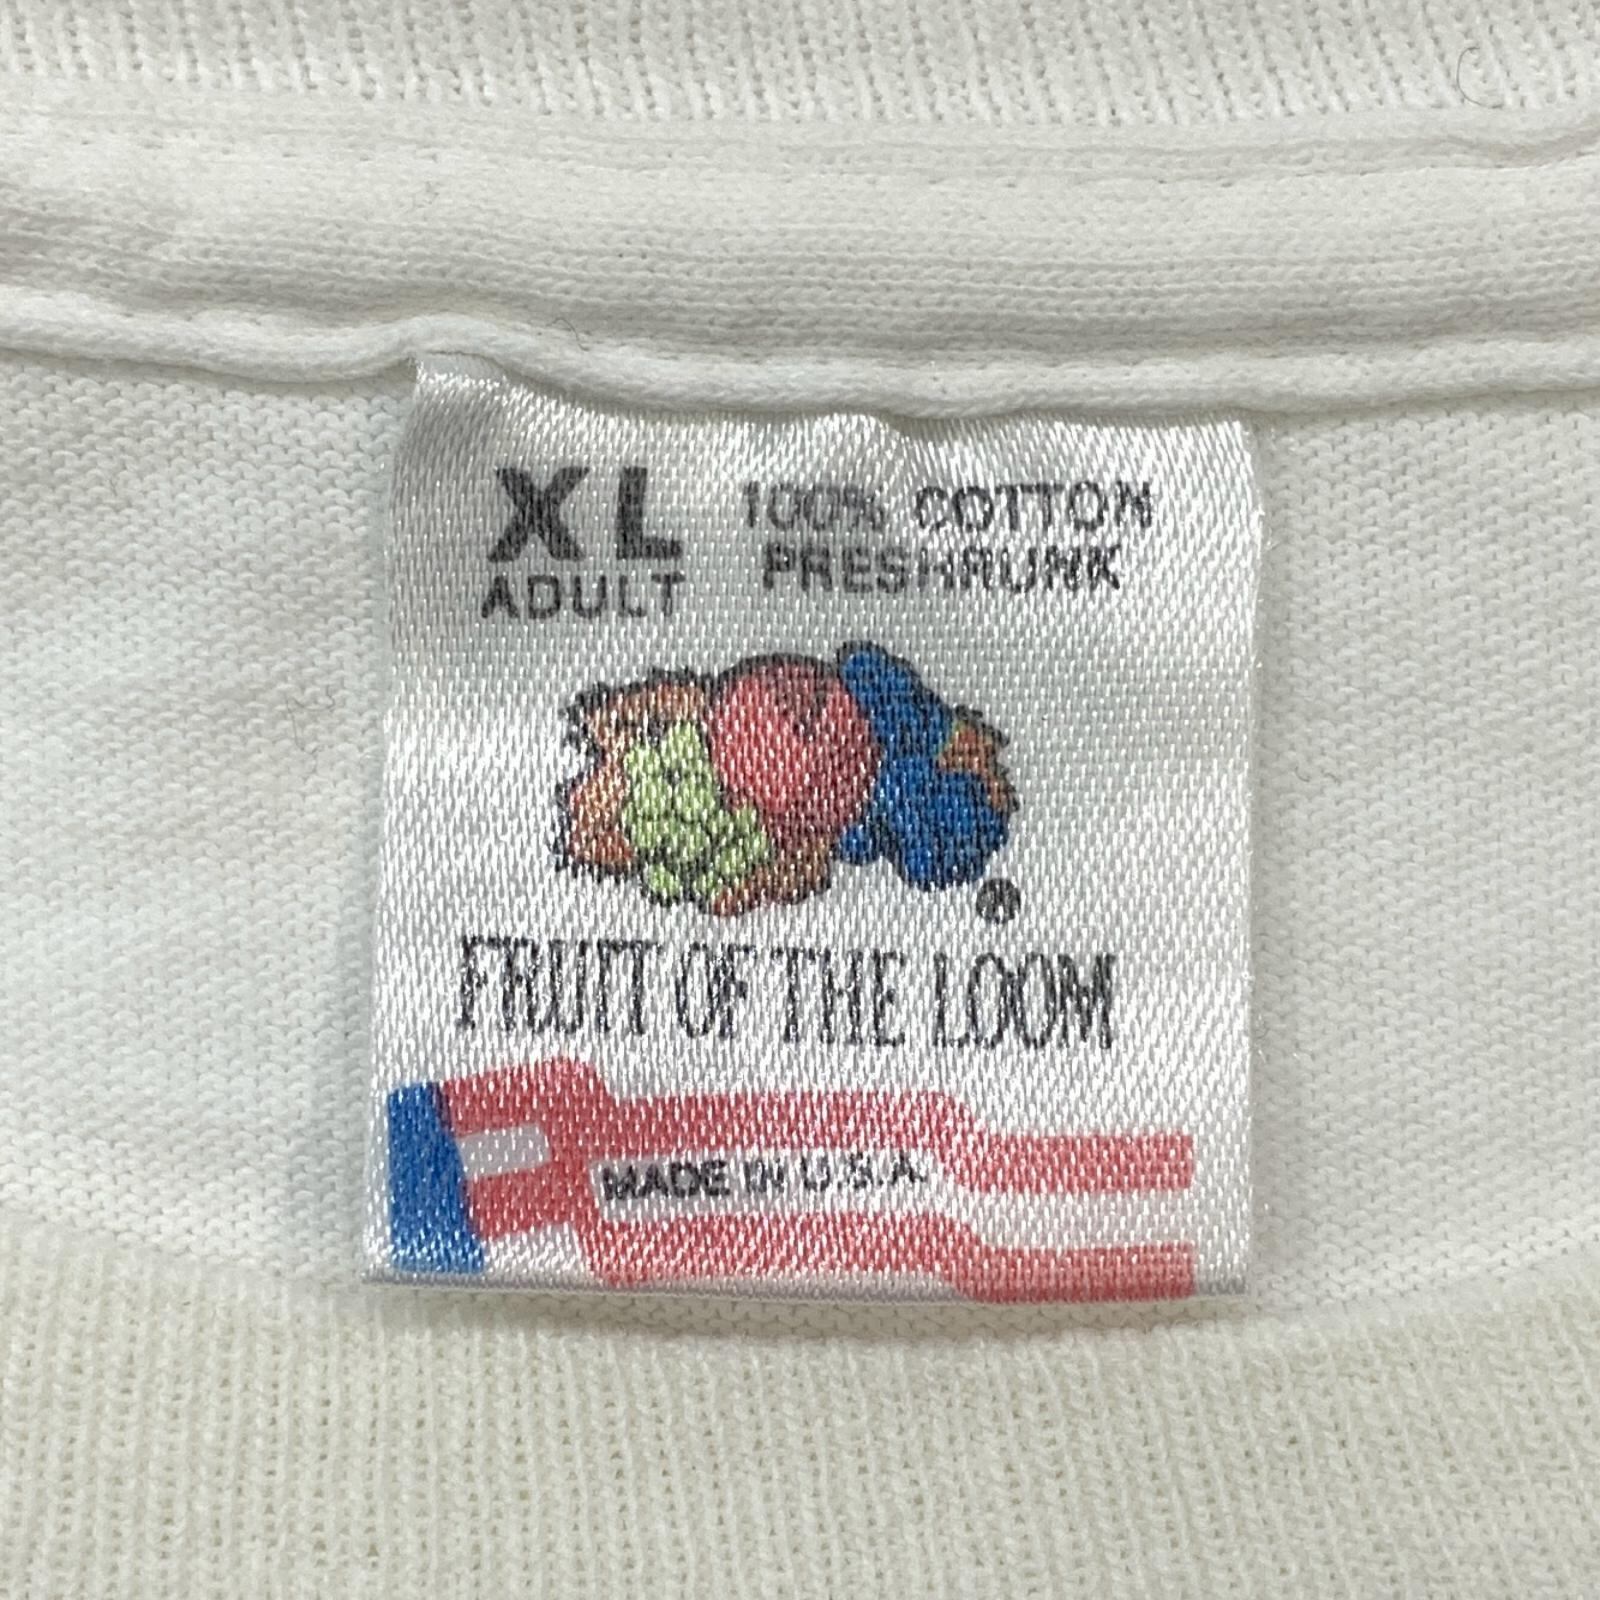 XL
ADULT
100% COTTON
PRESHRUNK
®
FRUIT OF THE LOOM
MADE IN U.S.A.